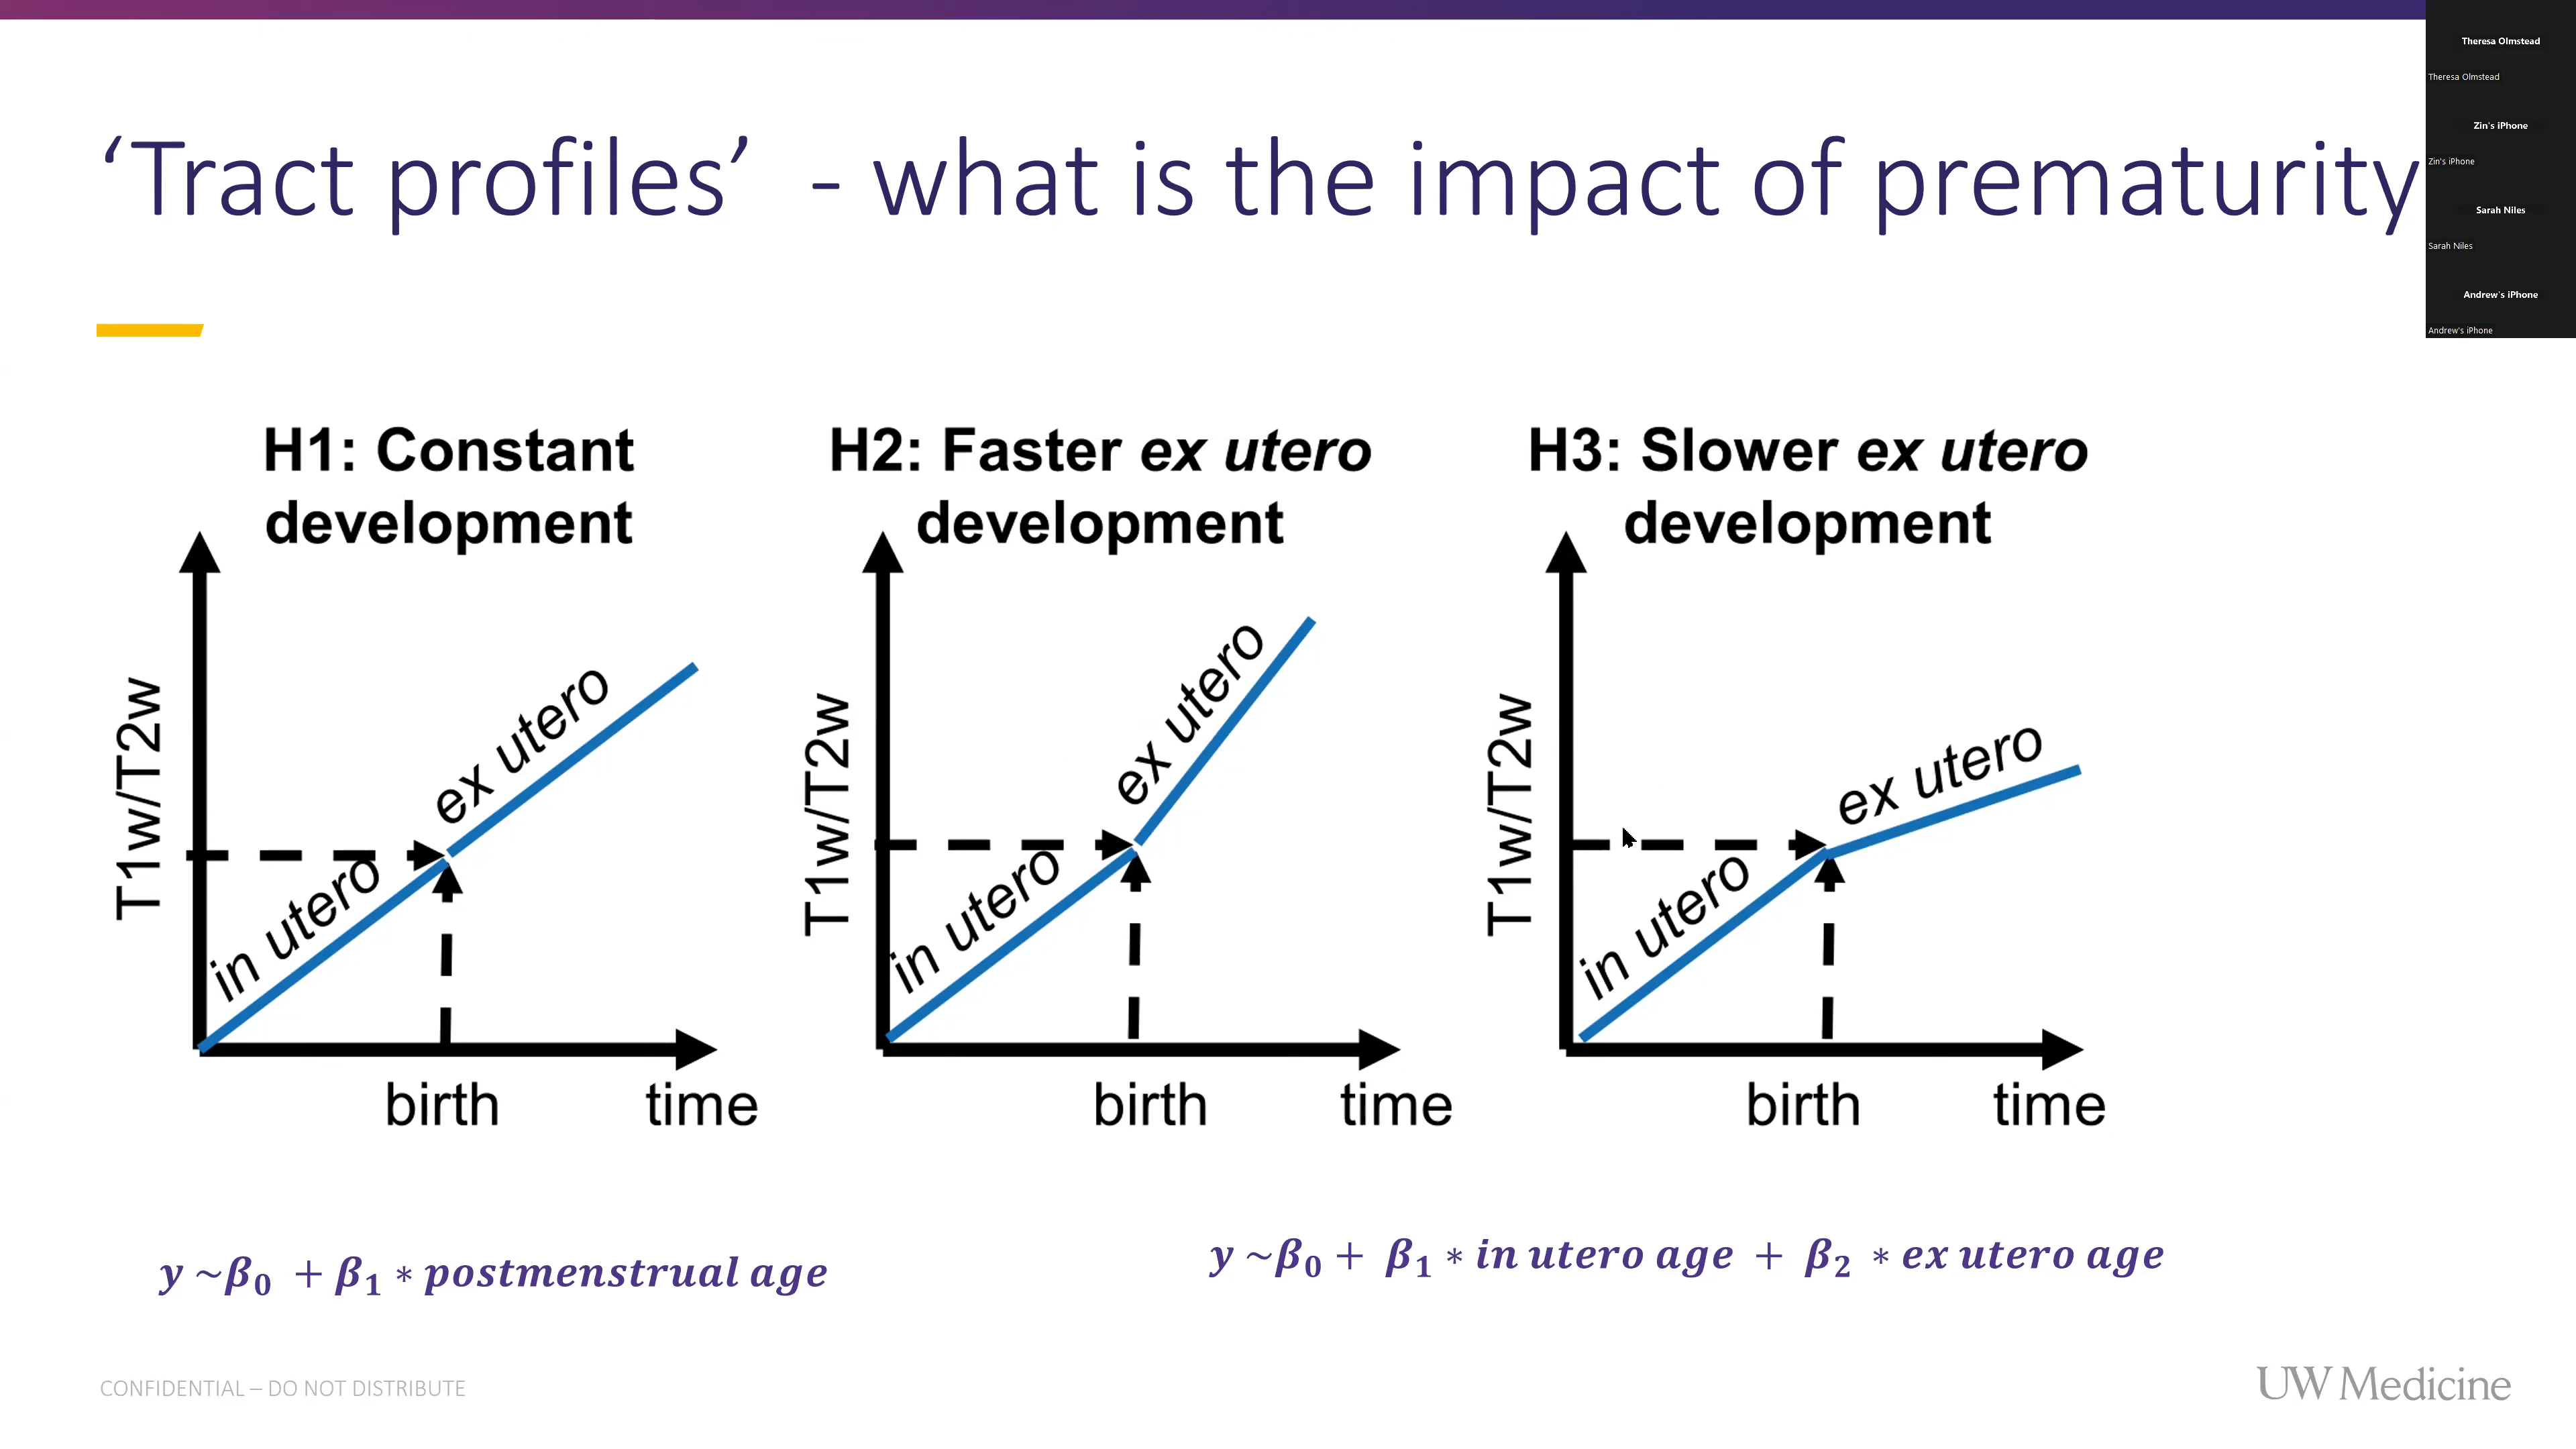 ‘Tract profiles’ - what is the impact of prematurity
Theresa Olmstead
Theresa Olmstead
Zin's iPhone
Zin's iPhone
Sarah Niles
Sarah Niles
Andrew's iPhone
Andrew's iPhone
H1: Constant
development
T1w/T2w
in utero
ex utero
birth
time
H2: Faster ex utero
development
T1w/T2w
in utero
ex utero
birth
time
H3: Slower ex utero
development
T1w/T2w
in utero
ex utero
birth
time
y ~β₀ + β₁ * postmenstrual age
y ~β₀ + β₁ * in utero age + β₂ * ex utero age
CONFIDENTIAL – DO NOT DISTRIBUTE
UW Medicine